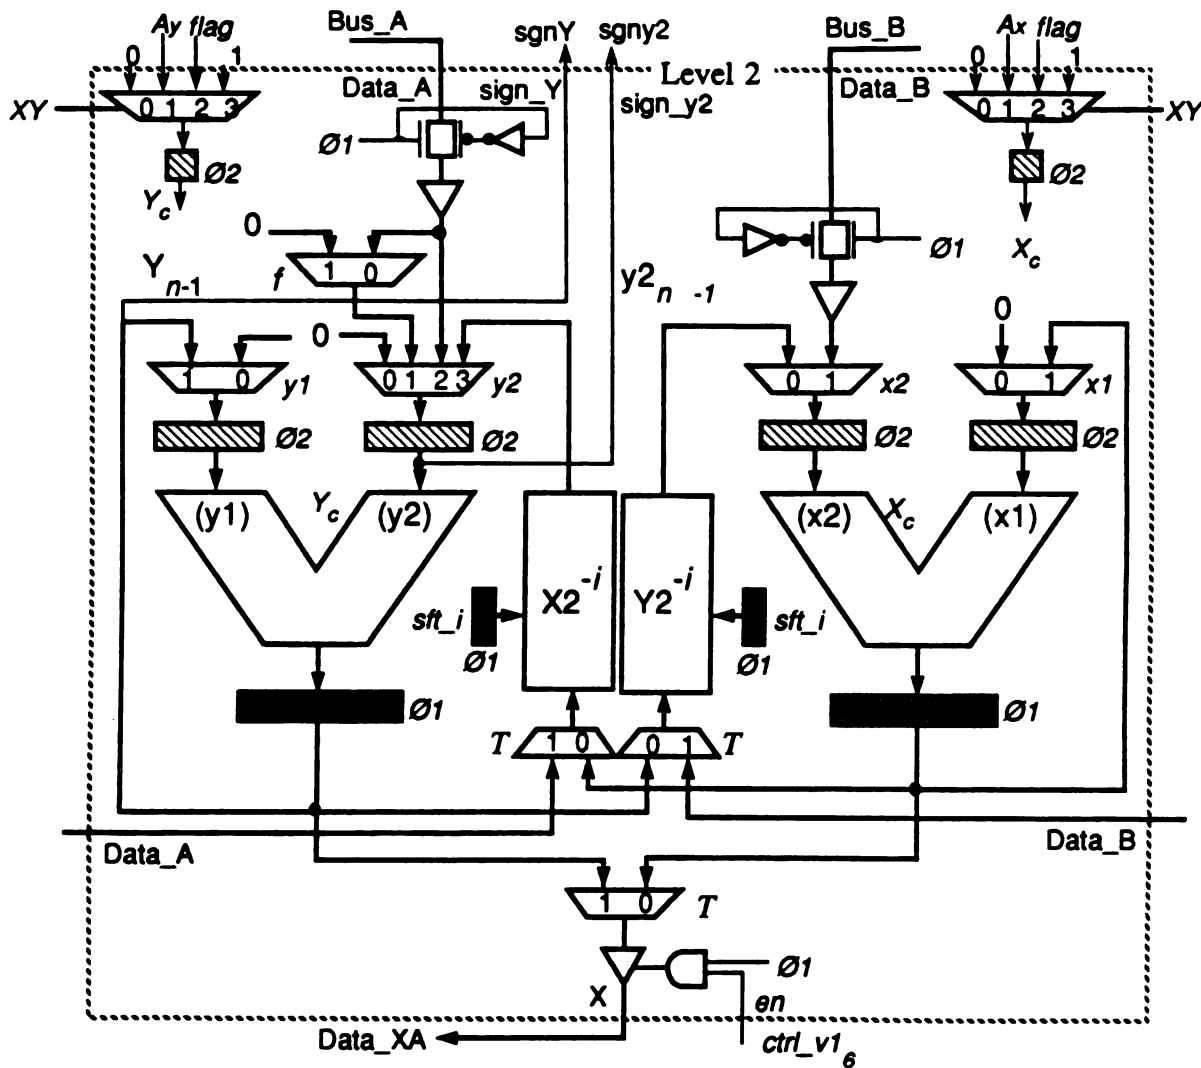 Ay flag
0 1
Bus_A
sgnY sgny2
Bus_B
Ax flag
0 1
Level 2
Data_A
sign_Y
sign_y2
Data_B
XY
0 1 2 3
0 1 2 3
XY
Ø1
Ø2
Ø2
Yc
Xc
0
Ø1
Yn-1
f
1 0
y2n -1
0
0
1 0
y1
0 1 2 3
y2
0 1
x2
0 1
x1
Ø2
Ø2
Ø2
Ø2
(y1)
Yc
(y2)
(x2)
Xc
(x1)
X2-i
Y2-i
sft_i
Ø1
sft_i
Ø1
Ø1
Ø1
T
1 0
0 1
T
Data_A
Data_B
1 0
T
Ø1
X
en
Data_XA
ctrl_v16